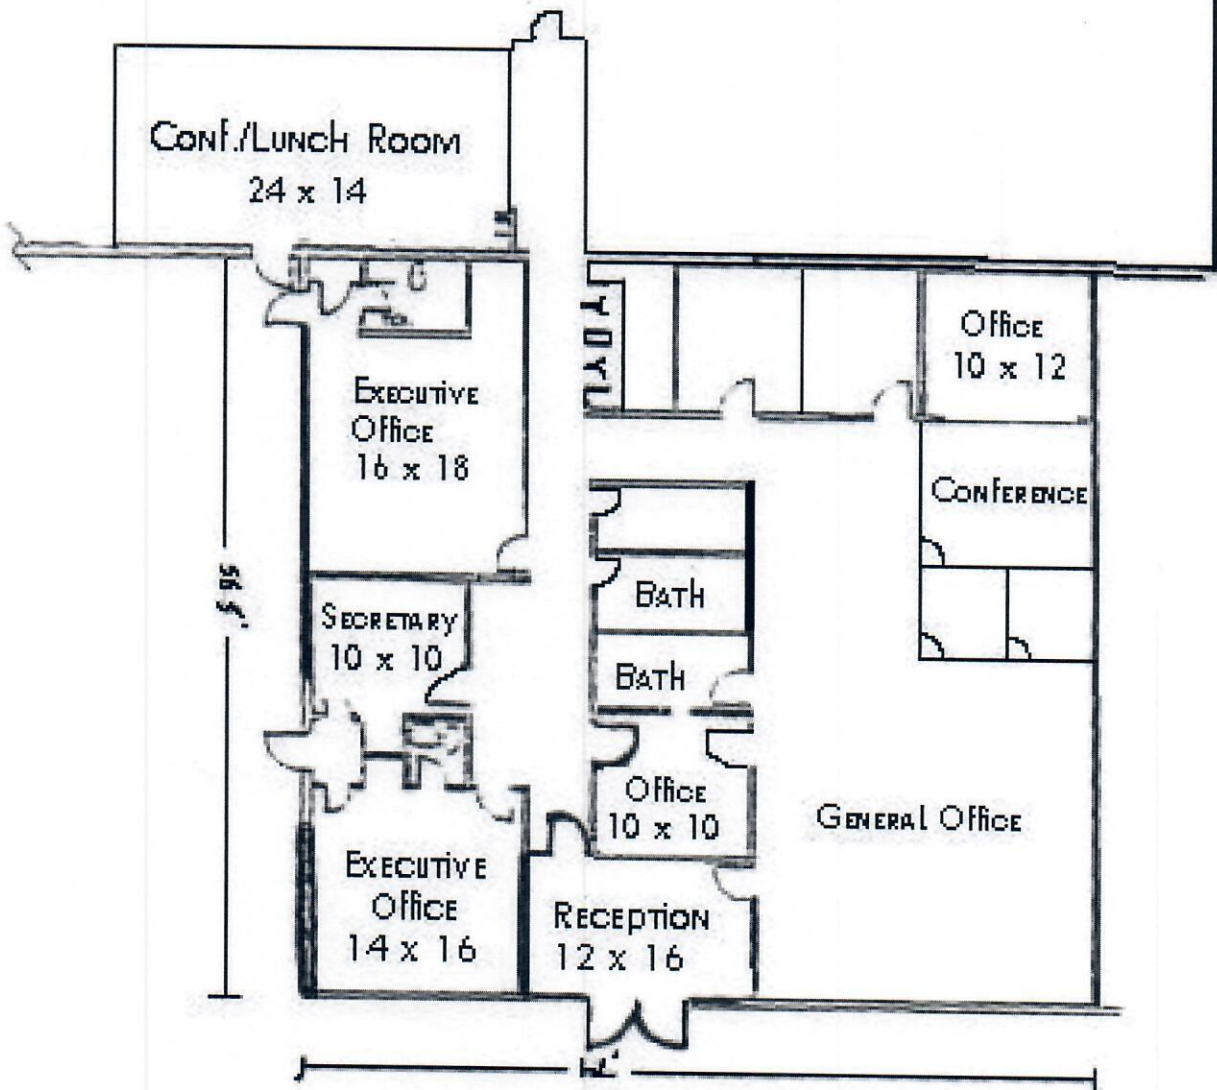 Conf./Lunch Room
24 x 14
Office
10 x 12
Executive
Office
16 x 18
Conference
Bath
Secretary
10 x 10
Bath
Office
10 x 10
General Office
Executive
Office
14 x 16
Reception
12 x 16